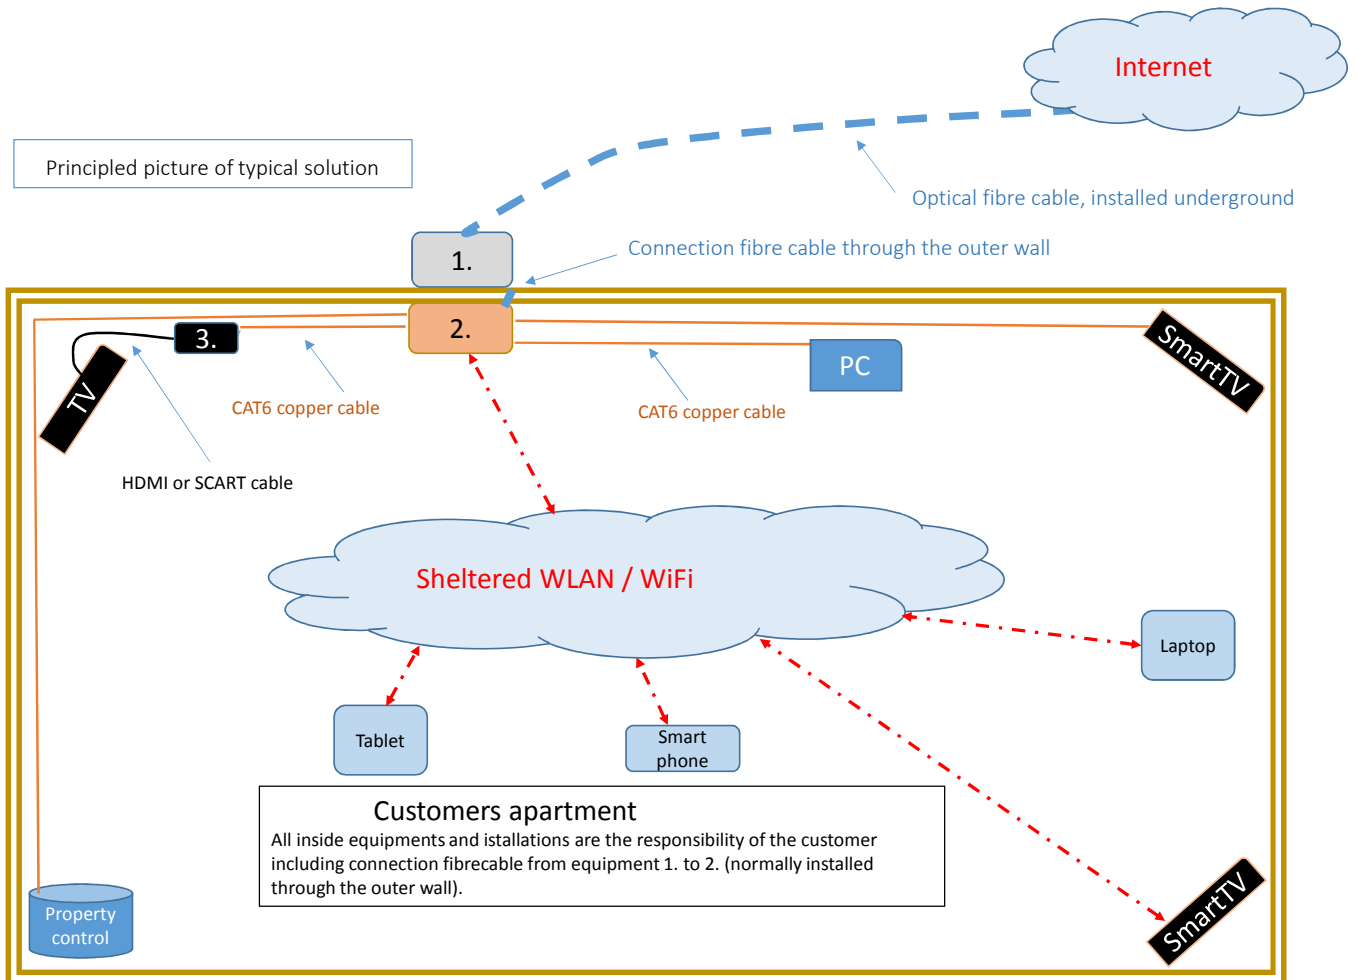 Internet
Principled picture of typical solution
Optical fibre cable, installed underground
Connection fibre cable through the outer wall
1.
2.
3.
TV
SmartTV
PC
CAT6 copper cable
CAT6 copper cable
HDMI or SCART cable
Sheltered WLAN / WiFi
Laptop
Tablet
Smart
phone
Customers apartment
All inside equipments and istallations are the responsibility of the customer
including connection fibrecable from equipment 1. to 2. (normally installed
through the outer wall).
SmartTV
Property
control